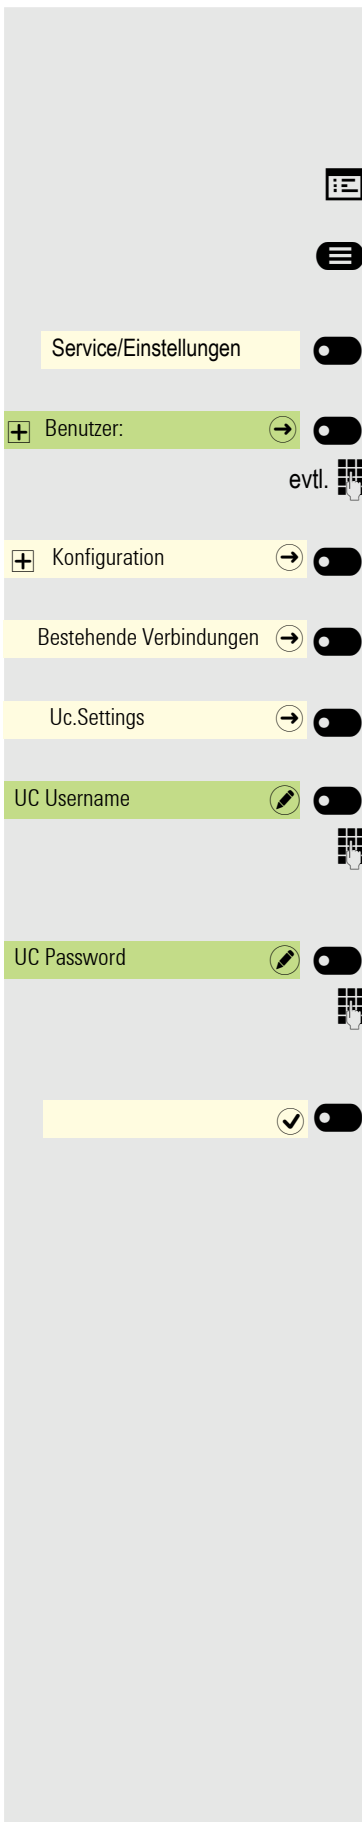 Service/Einstellungen
Benutzer:
evtl.
Konfiguration
Bestehende Verbindungen
Uc.Settings
UC Username
UC Password